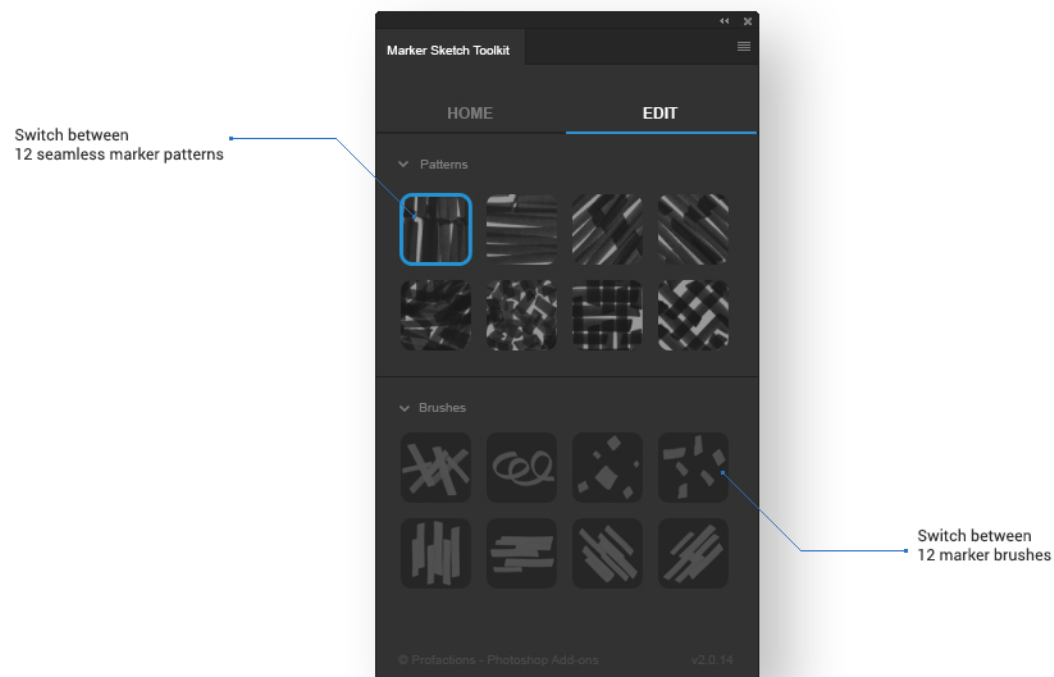 Marker Sketch Toolkit
HOME
EDIT
Switch between
12 seamless marker patterns
Patterns
Brushes
Switch between
12 marker brushes
© Profactions - Photoshop Add-ons
v2.0.14